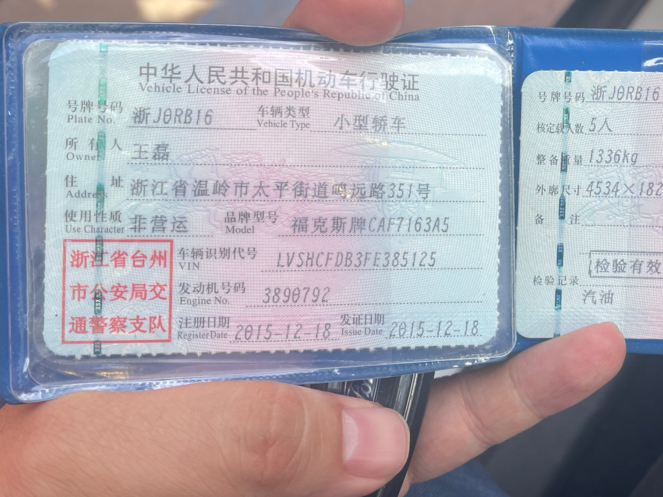 中华人民共和国机动车行驶证
Vehicle License of the People's Republic of China
号牌号码 浙J0RB16 车辆类型 小型轿车
Plate No. Vehicle Type
所有人 王磊
Owner
住址 浙江省温岭市太平街道鸣远路351号
Address
使用性质 非营运 品牌型号 福克斯牌CAF7163A5
Use Character Model
浙江省台州
市公安局交
通警察支队
车辆识别代号 LVSHCFDB3FE385125
VIN
发动机号码 3890792
Engine No.
注册日期 2015-12-18 发证日期 2015-12-18
Register Date Issue Date
号牌号码 浙J0RB16
核定载人数 5人
整备质量 1336kg
外廓尺寸 4534×182
备注
检验有效
检验记录
汽油